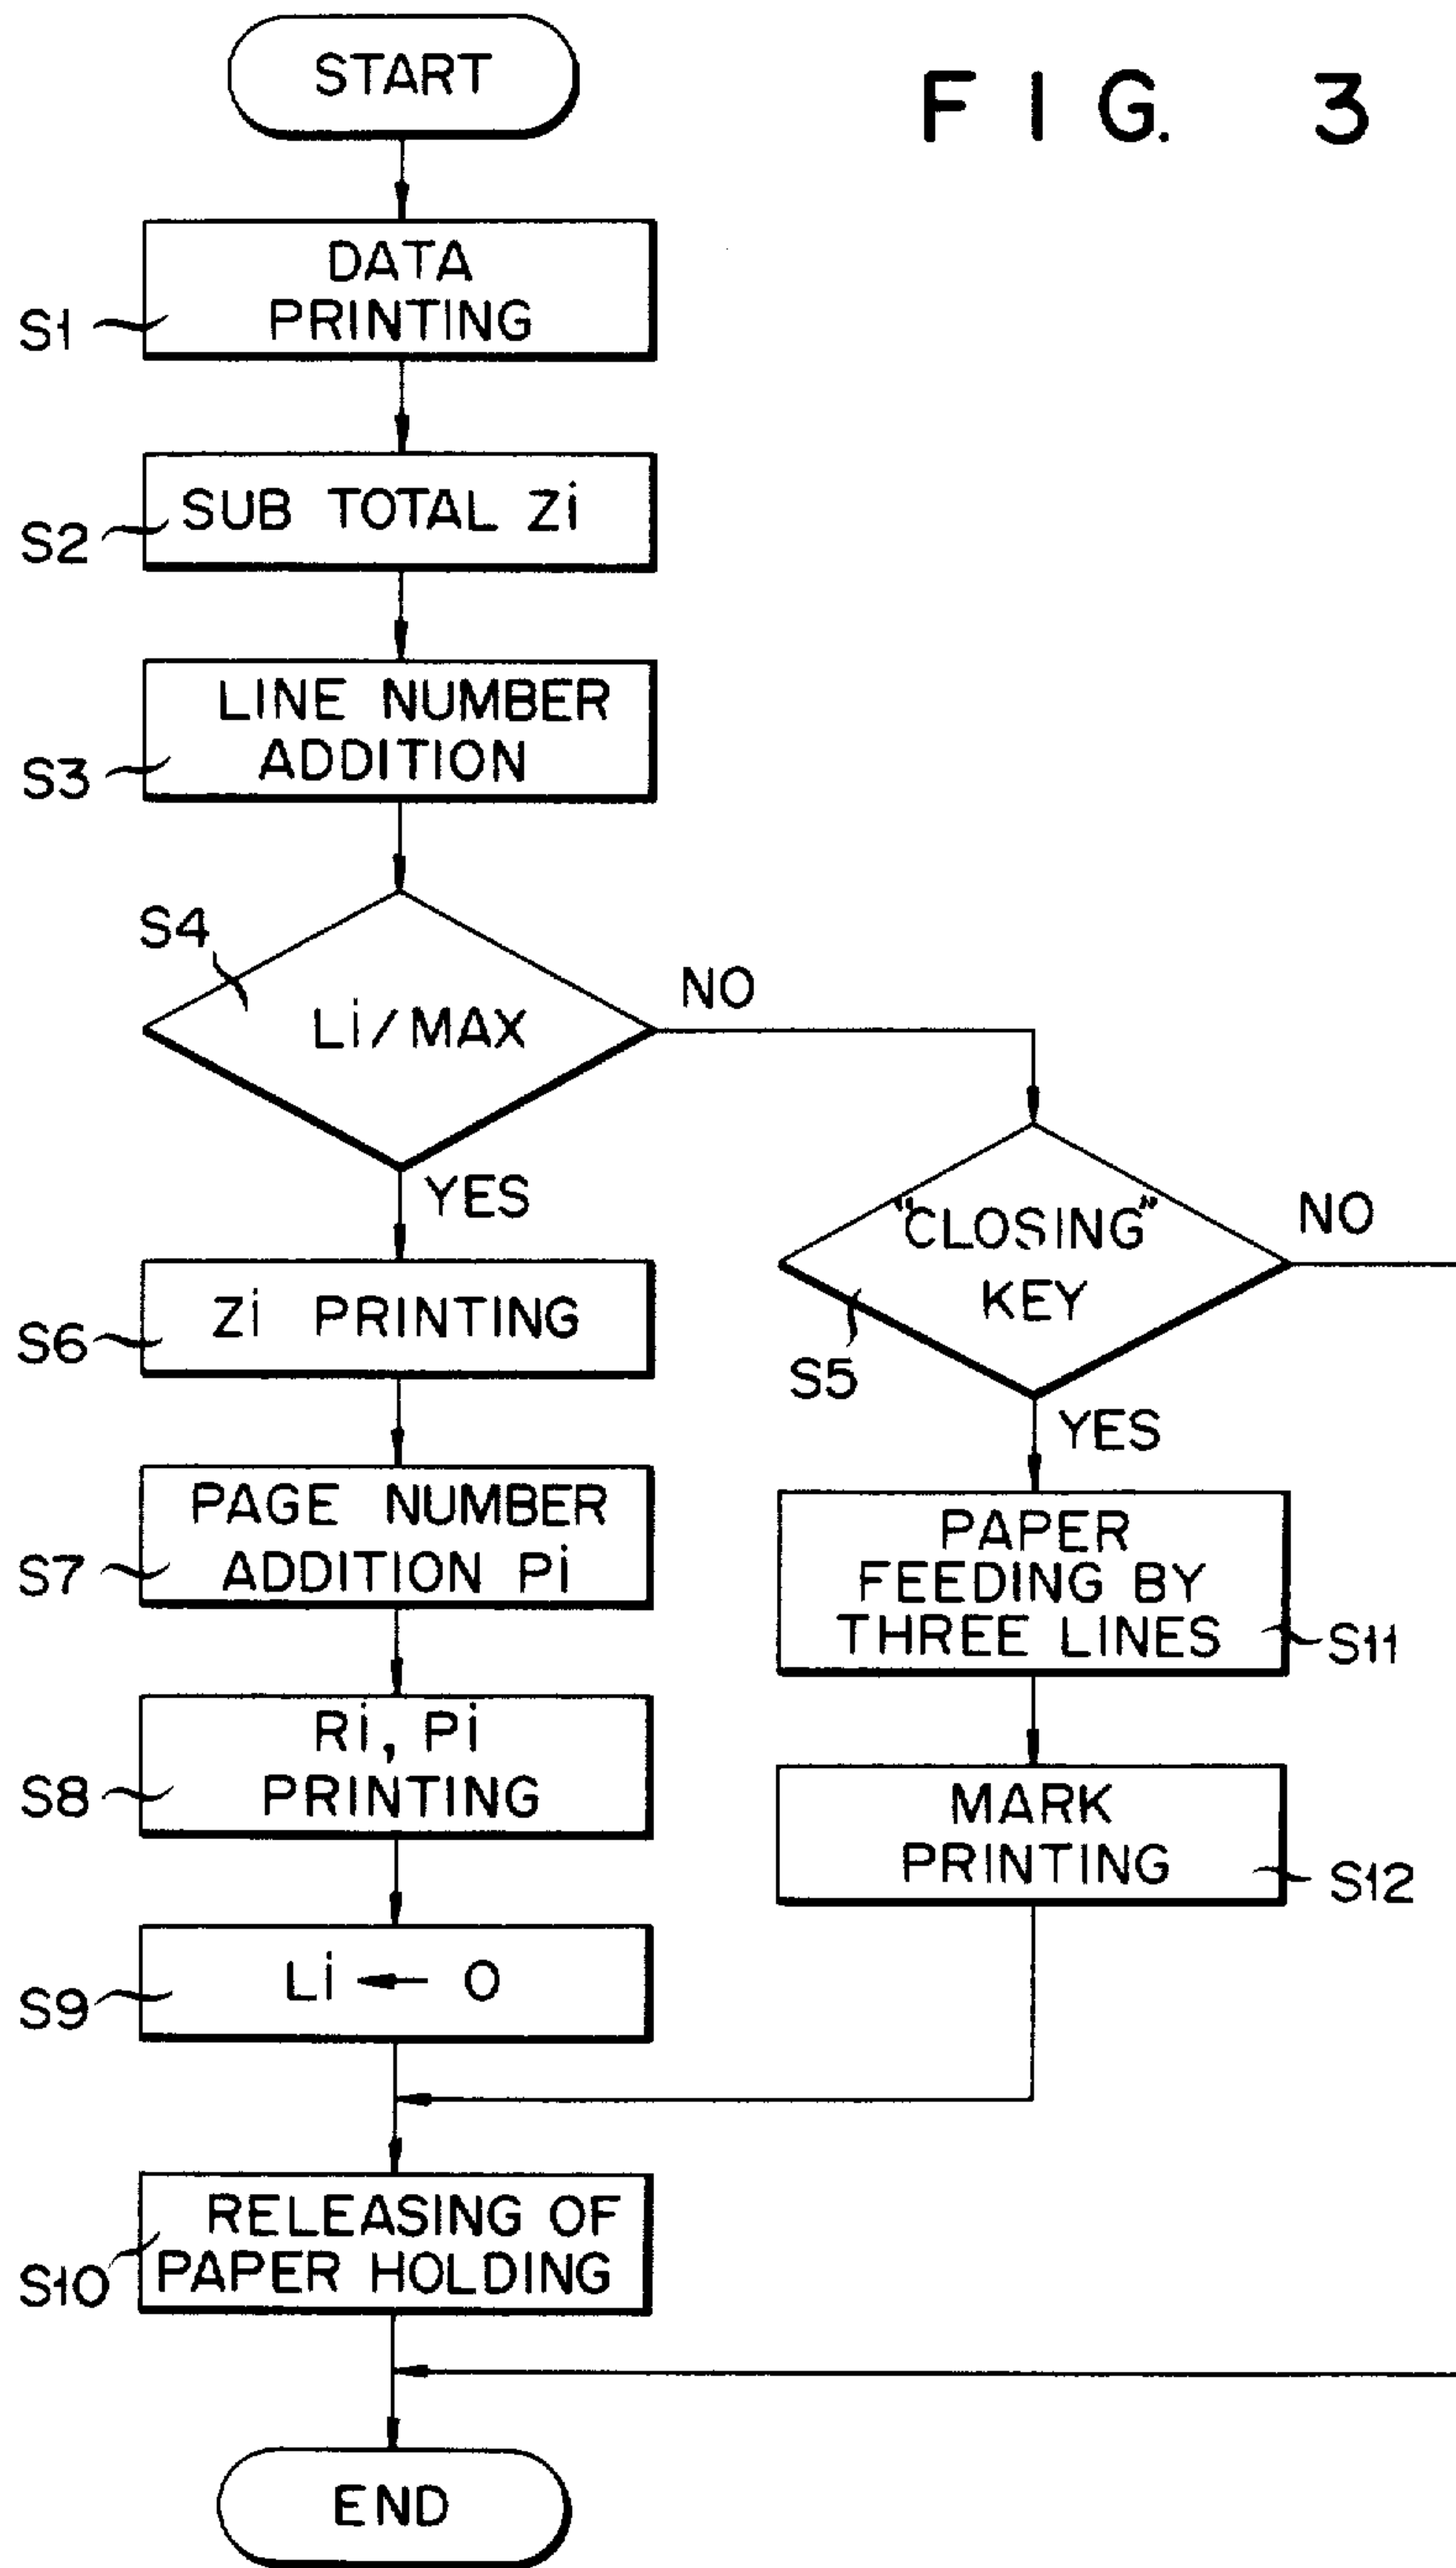 FIG. 3
START
DATA
PRINTING
S1
SUB TOTAL Zi
S2
LINE NUMBER
ADDITION
S3
S4
Li/MAX
NO
YES
"CLOSING"
KEY
NO
S5
YES
Zi PRINTING
S6
PAGE NUMBER
ADDITION Pi
S7
PAPER
FEEDING BY
THREE LINES
S11
Ri, Pi
PRINTING
S8
MARK
PRINTING
S12
Li ← 0
S9
RELEASING OF
PAPER HOLDING
S10
END